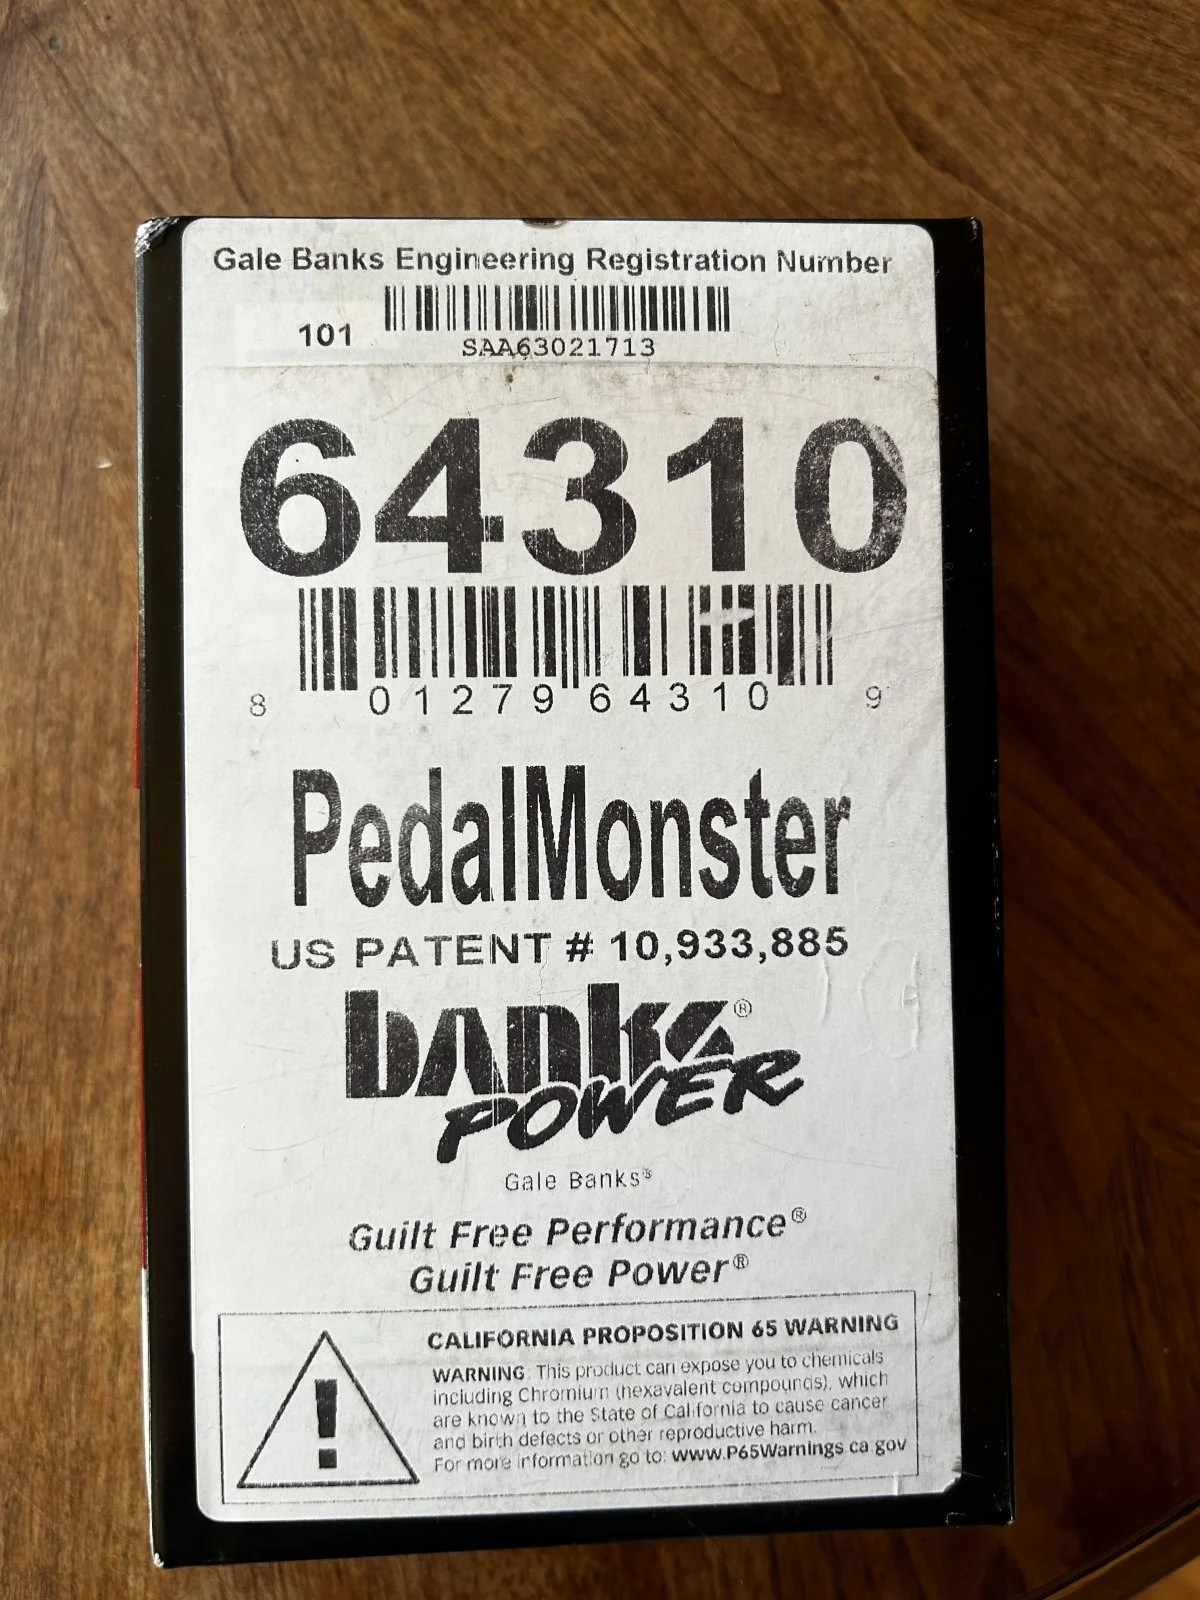 Gale Banks Engineering Registration Number
101
SAA63021713
64310
8 01279 64310 9
PedalMonster
US PATENT # 10,933,885
banks®
POWER
Gale Banks®
Guilt Free Performance®
Guilt Free Power®
!
CALIFORNIA PROPOSITION 65 WARNING
WARNING: This product can expose you to chemicals
including Chromium (hexavalent compounds), which
are known to the State of California to cause cancer
and birth defects or other reproductive harm.
For more information go to: www.P65Warnings.ca.gov